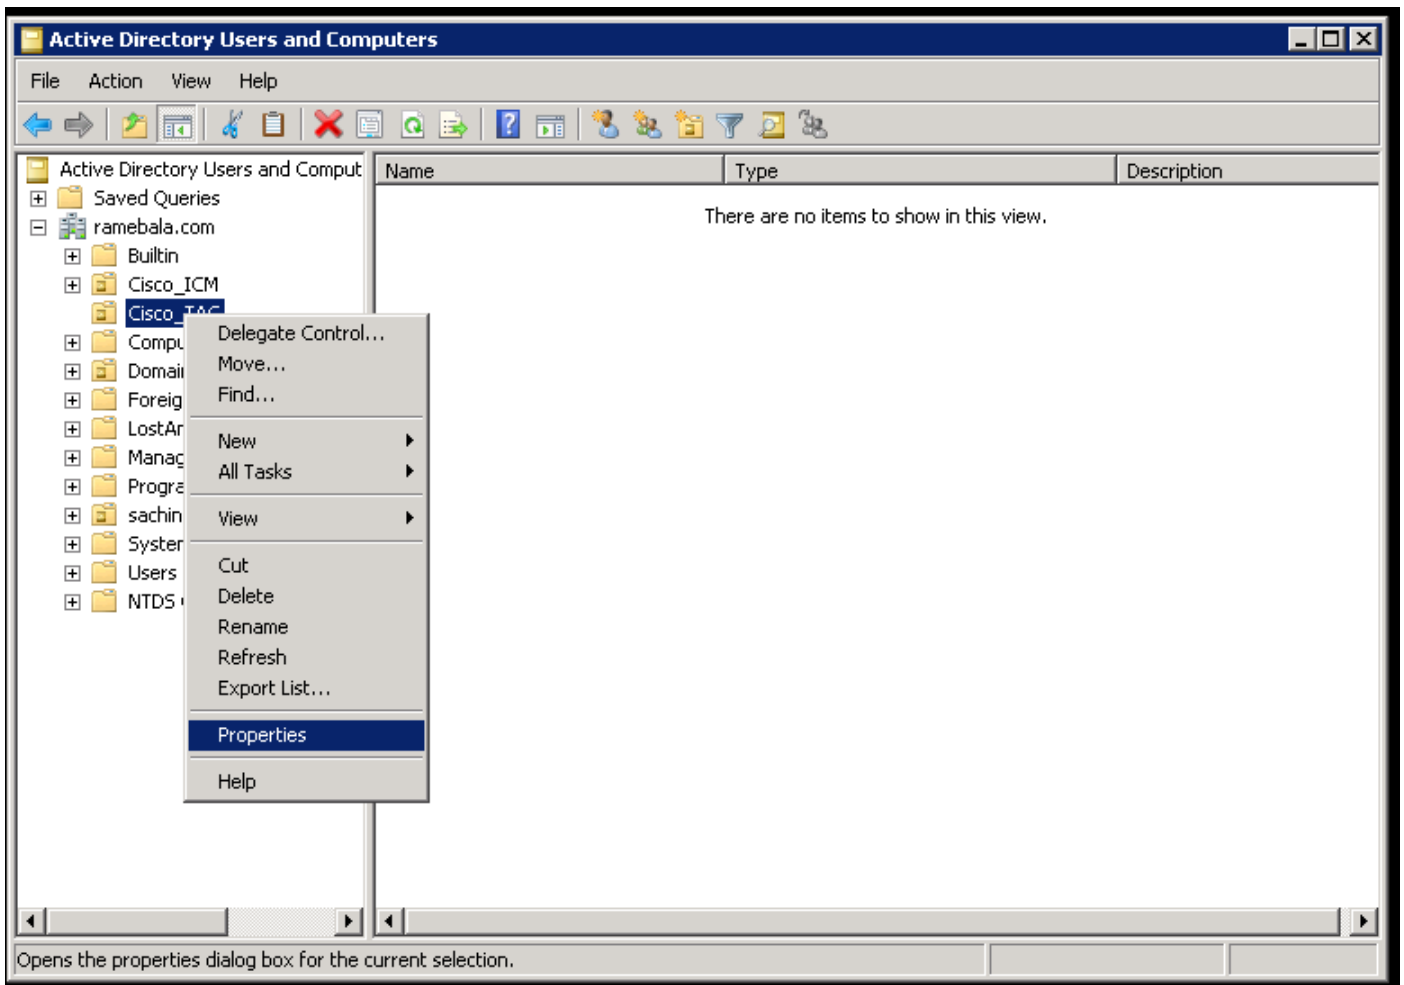 Active Directory Users and Computers
File Action View Help
Active Directory Users and Comput
Name Type Description
Saved Queries
There are no items to show in this view.
ramebala.com
Builtin
Cisco_ICM
Cisco_TAC
Delegate Control...
Compu
Move...
Domai
Find...
Foreig
LostAr
New
Manag
All Tasks
Progra
sachin
View
System
Cut
Users
Delete
NTDS
Rename
Refresh
Export List...
Properties
Help
Opens the properties dialog box for the current selection.